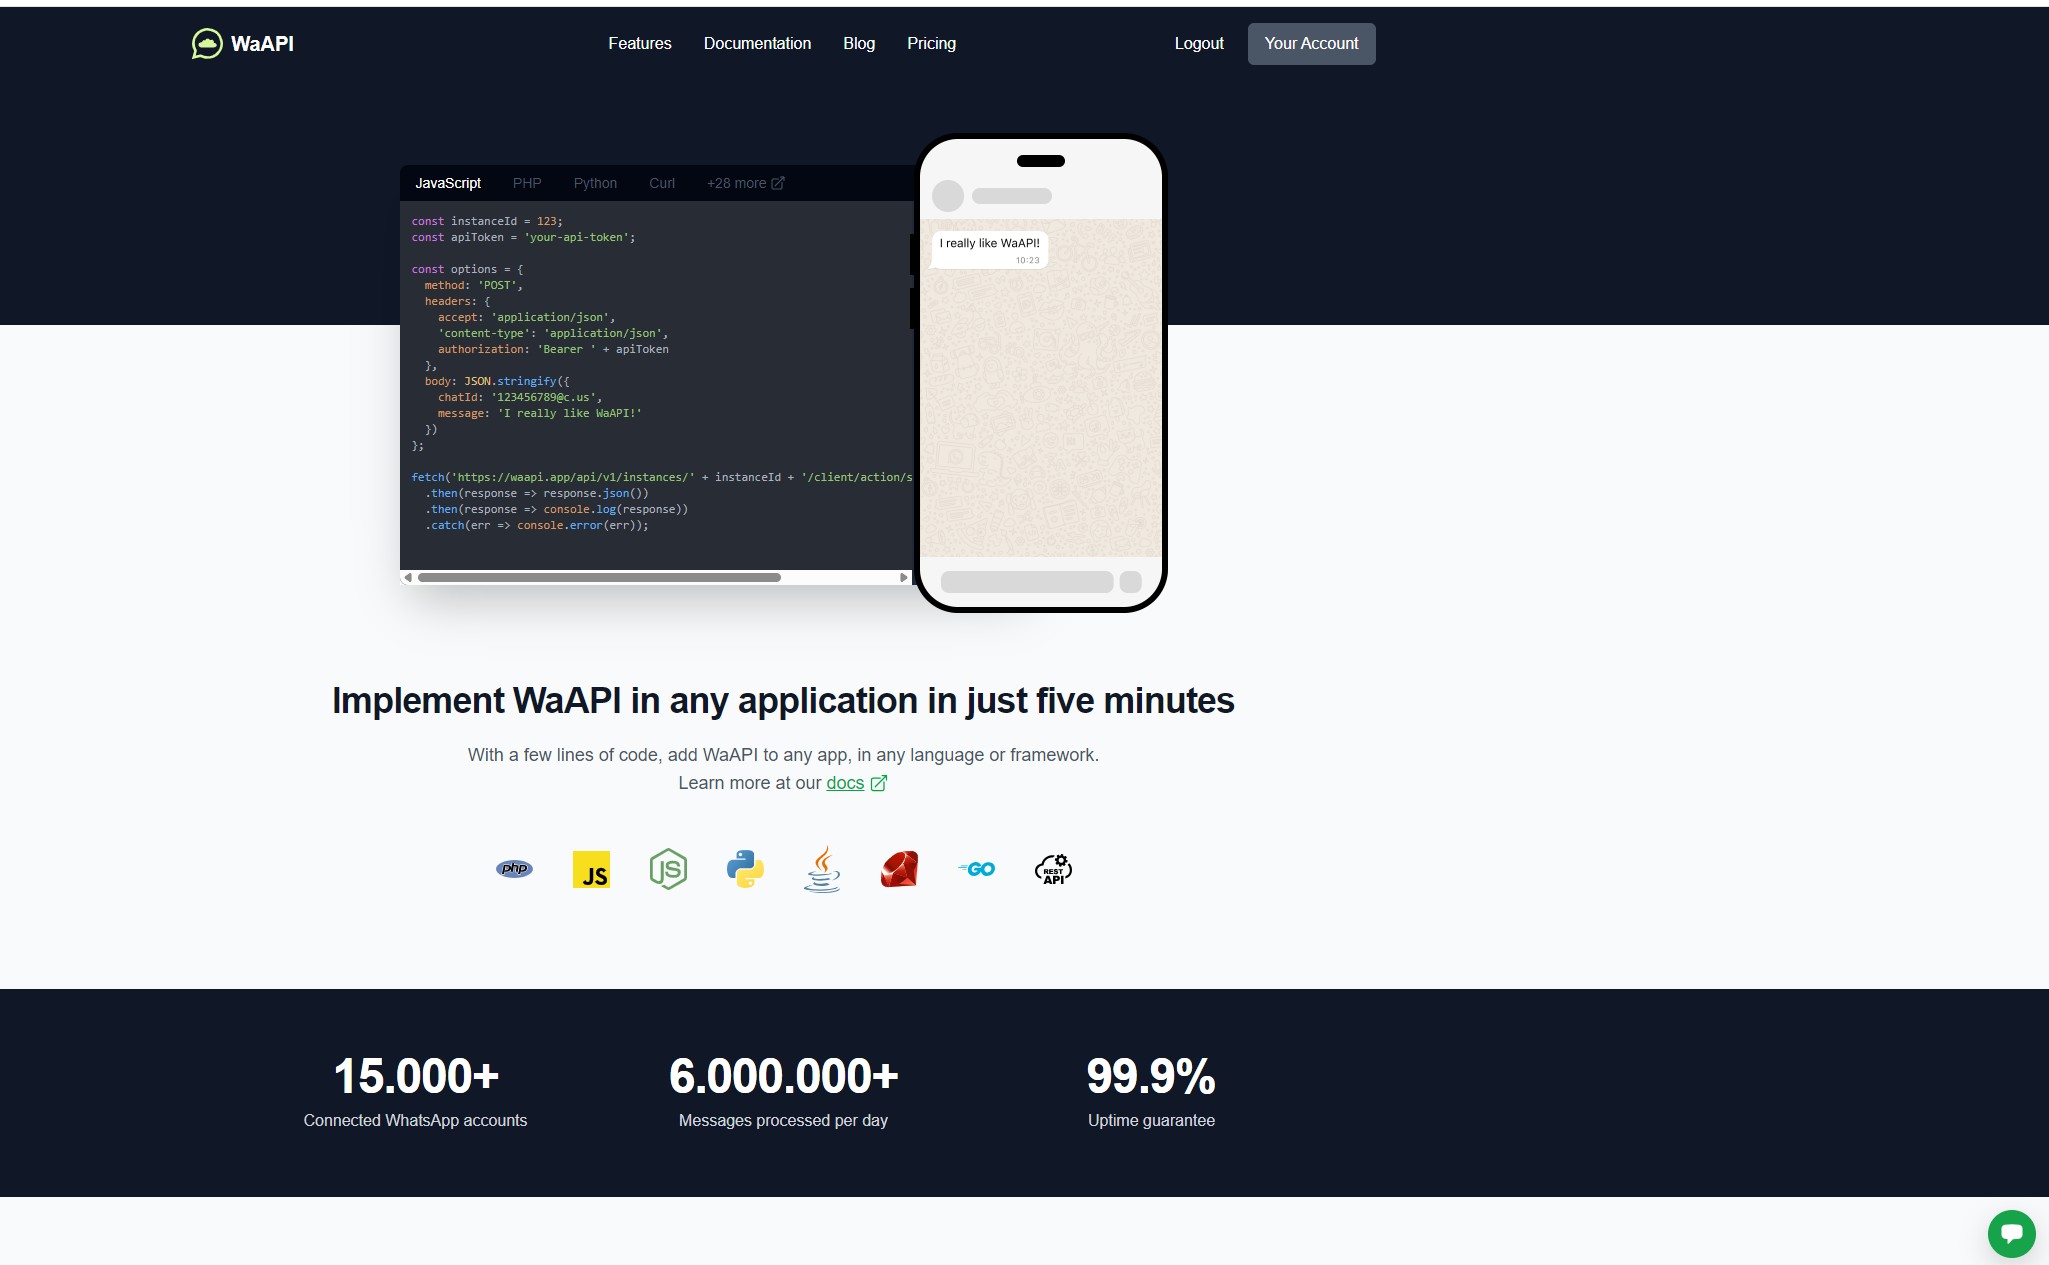 WaAPI
Features
Documentation
Blog
Pricing
Logout
Your Account
JavaScript
PHP
Python
Curl
+28 more
const instanceId = 123;
const apiToken = 'your-api-token';
const options = {
  method: 'POST',
  headers: {
    accept: 'application/json',
    'content-type': 'application/json',
    authorization: 'Bearer ' + apiToken
  },
  body: JSON.stringify({
    chatId: '123456789@c.us',
    message: 'I really like WaAPI!'
  })
};
fetch('https://waapi.app/api/v1/instances/' + instanceId + '/client/action/s
  .then(response => response.json())
  .then(response => console.log(response))
  .catch(err => console.error(err));
I really like WaAPI!
10:23
Implement WaAPI in any application in just five minutes
With a few lines of code, add WaAPI to any app, in any language or framework.
Learn more at our docs
php
JS
JS
GO
REST
API
15.000+
Connected WhatsApp accounts
6.000.000+
Messages processed per day
99.9%
Uptime guarantee